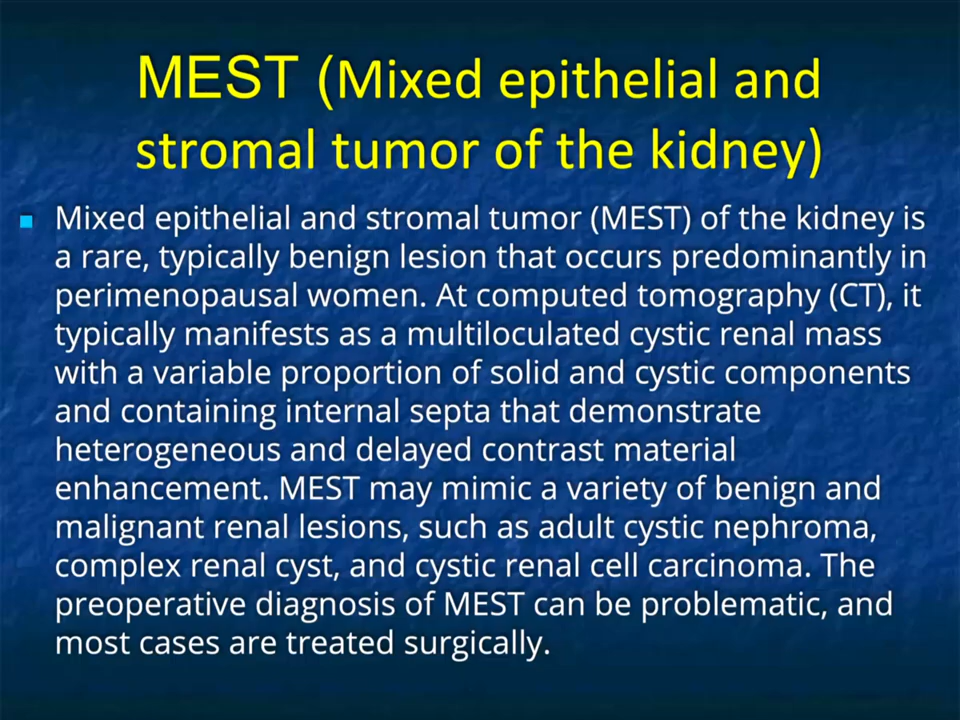 MEST (Mixed epithelial and
stromal tumor of the kidney)
Mixed epithelial and stromal tumor (MEST) of the kidney is
a rare, typically benign lesion that occurs predominantly in
perimenopausal women. At computed tomography (CT), it
typically manifests as a multiloculated cystic renal mass
with a variable proportion of solid and cystic components
and containing internal septa that demonstrate
heterogeneous and delayed contrast material
enhancement. MEST may mimic a variety of benign and
malignant renal lesions, such as adult cystic nephroma,
complex renal cyst, and cystic renal cell carcinoma. The
preoperative diagnosis of MEST can be problematic, and
most cases are treated surgically.